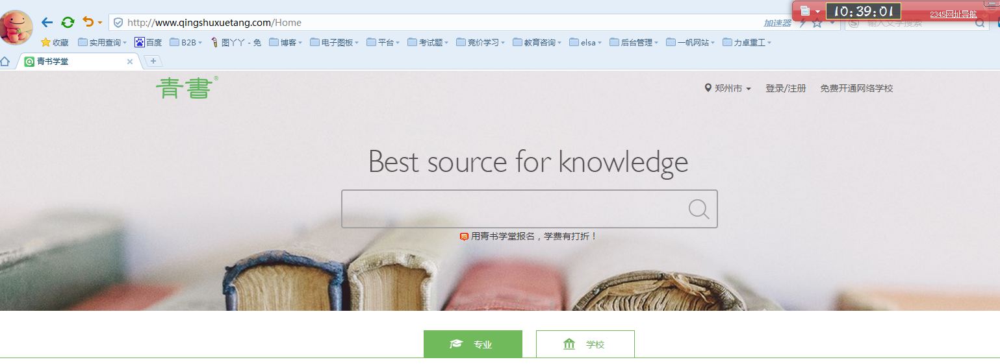 10:39:01
2345网址导航
http://www.qingshuxuetang.com/Home
加速器
输入文字搜索
收藏 实用查询 百度 B2B 图丫丫 - 免 博客 电子图板 平台 考试题 竞价学习 教育咨询 elsa 后台管理 一帆网站 力卓重工
青书学堂
青書®
郑州市 登录/注册 免费开通网络学校
Best source for knowledge
用青书学堂报名，学费有打折！
专业 学校